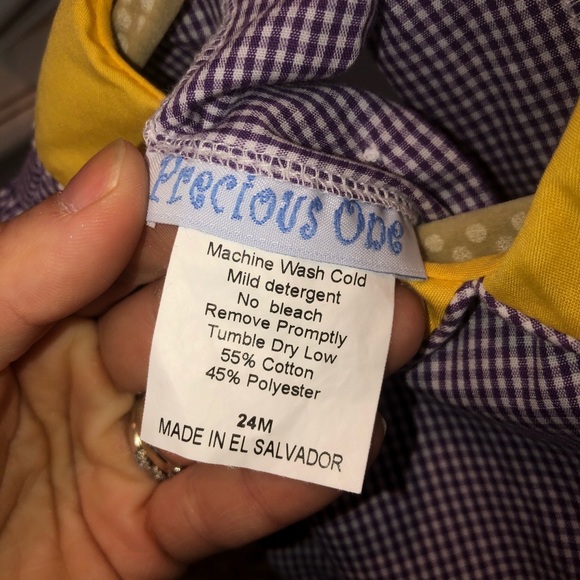 Precious One
Machine Wash Cold
Mild detergent
No bleach
Remove Promptly
Tumble Dry Low
55% Cotton
45% Polyester
24M
MADE IN EL SALVADOR